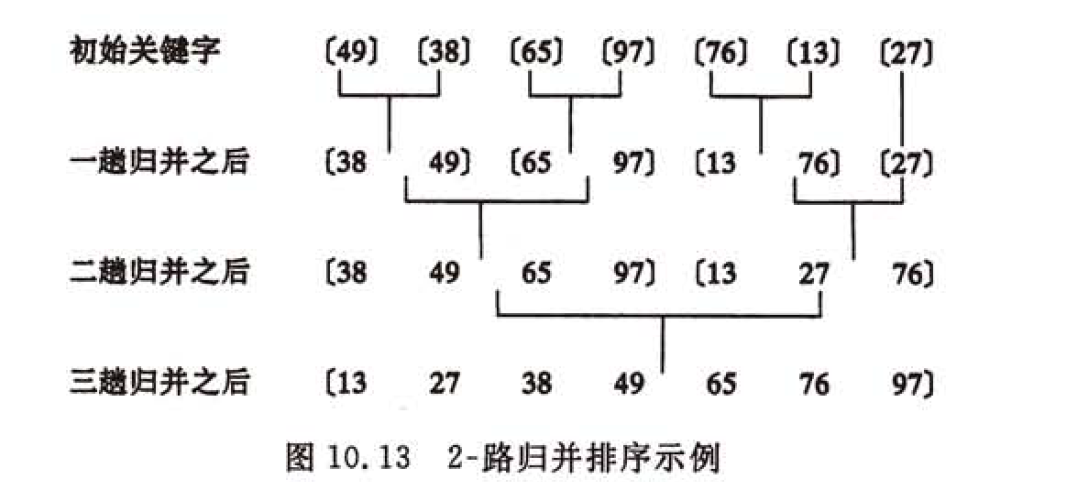 初始关键字 〔49〕 〔38〕 〔65〕 〔97〕 〔76〕 〔13〕 〔27〕
一趟归并之后 〔38 49〕 〔65 97〕 〔13 76〕 〔27〕
二趟归并之后 〔38 49 65 97〕 〔13 27 76〕
三趟归并之后 〔13 27 38 49 65 76 97〕
图 10.13 2-路归并排序示例